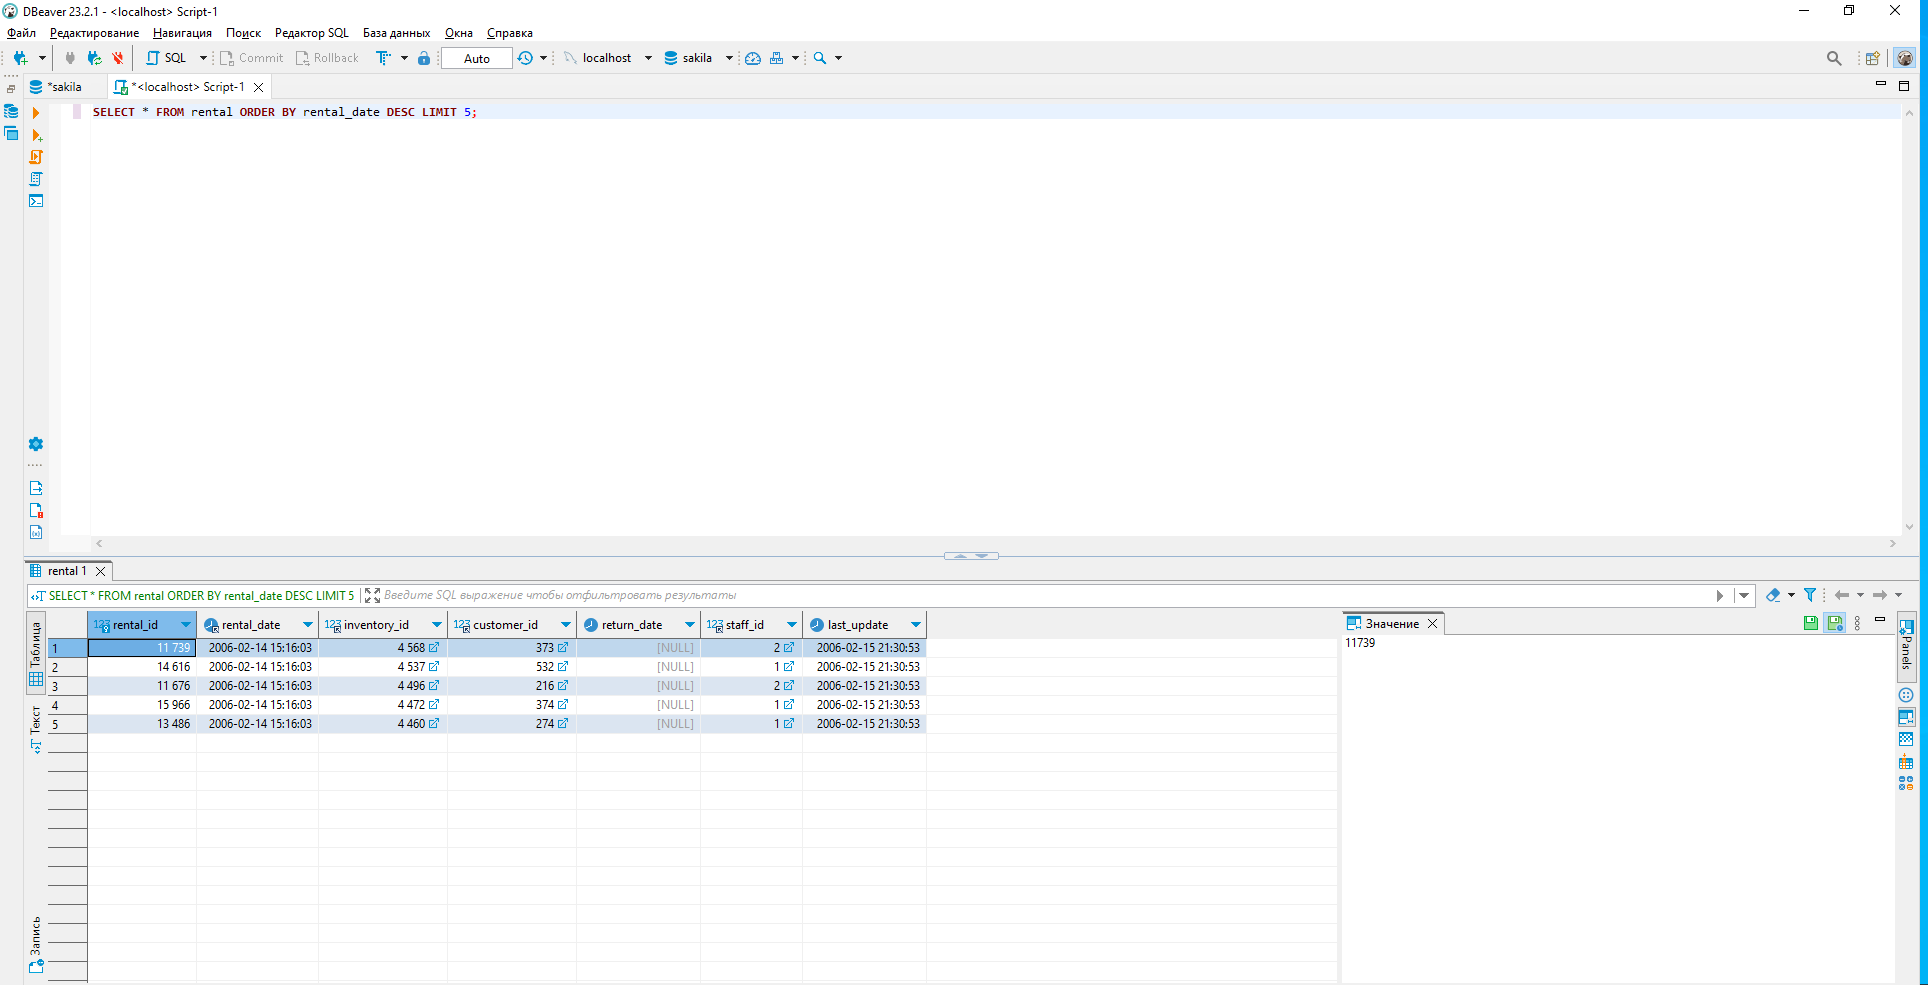 DBeaver 23.2.1 - <localhost> Script-1
Файл Редактирование Навигация Поиск Редактор SQL База данных Окна Справка
SQL Commit Rollback Auto localhost sakila
*sakila *<localhost> Script-1
SELECT * FROM rental ORDER BY rental_date DESC LIMIT 5;
rental 1
SELECT * FROM rental ORDER BY rental_date DESC LIMIT 5 Введите SQL выражение чтобы отфильтровать результаты
Таблица
Текст
Запись
rental_id rental_date inventory_id customer_id return_date staff_id last_update
1 11 739 2006-02-14 15:16:03 4 568 373 [NULL] 2 2006-02-15 21:30:53
2 14 616 2006-02-14 15:16:03 4 537 532 [NULL] 1 2006-02-15 21:30:53
3 11 676 2006-02-14 15:16:03 4 496 216 [NULL] 2 2006-02-15 21:30:53
4 15 966 2006-02-14 15:16:03 4 472 374 [NULL] 1 2006-02-15 21:30:53
5 13 486 2006-02-14 15:16:03 4 460 274 [NULL] 1 2006-02-15 21:30:53
Значение
11739
Panels